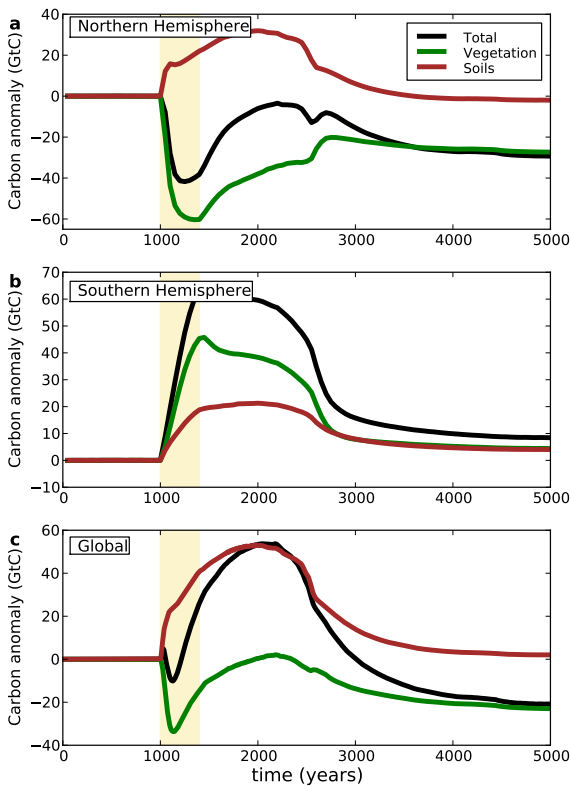 a
Northern Hemisphere
Total
Vegetation
Soils
Carbon anomaly (GtC)
40
20
0
−20
−40
−60
0 1000 2000 3000 4000 5000
b
Southern Hemisphere
Carbon anomaly (GtC)
70
60
50
40
30
20
10
0
−10
0 1000 2000 3000 4000 5000
c
Global
Carbon anomaly (GtC)
60
40
20
0
−20
−40
0 1000 2000 3000 4000 5000
time (years)